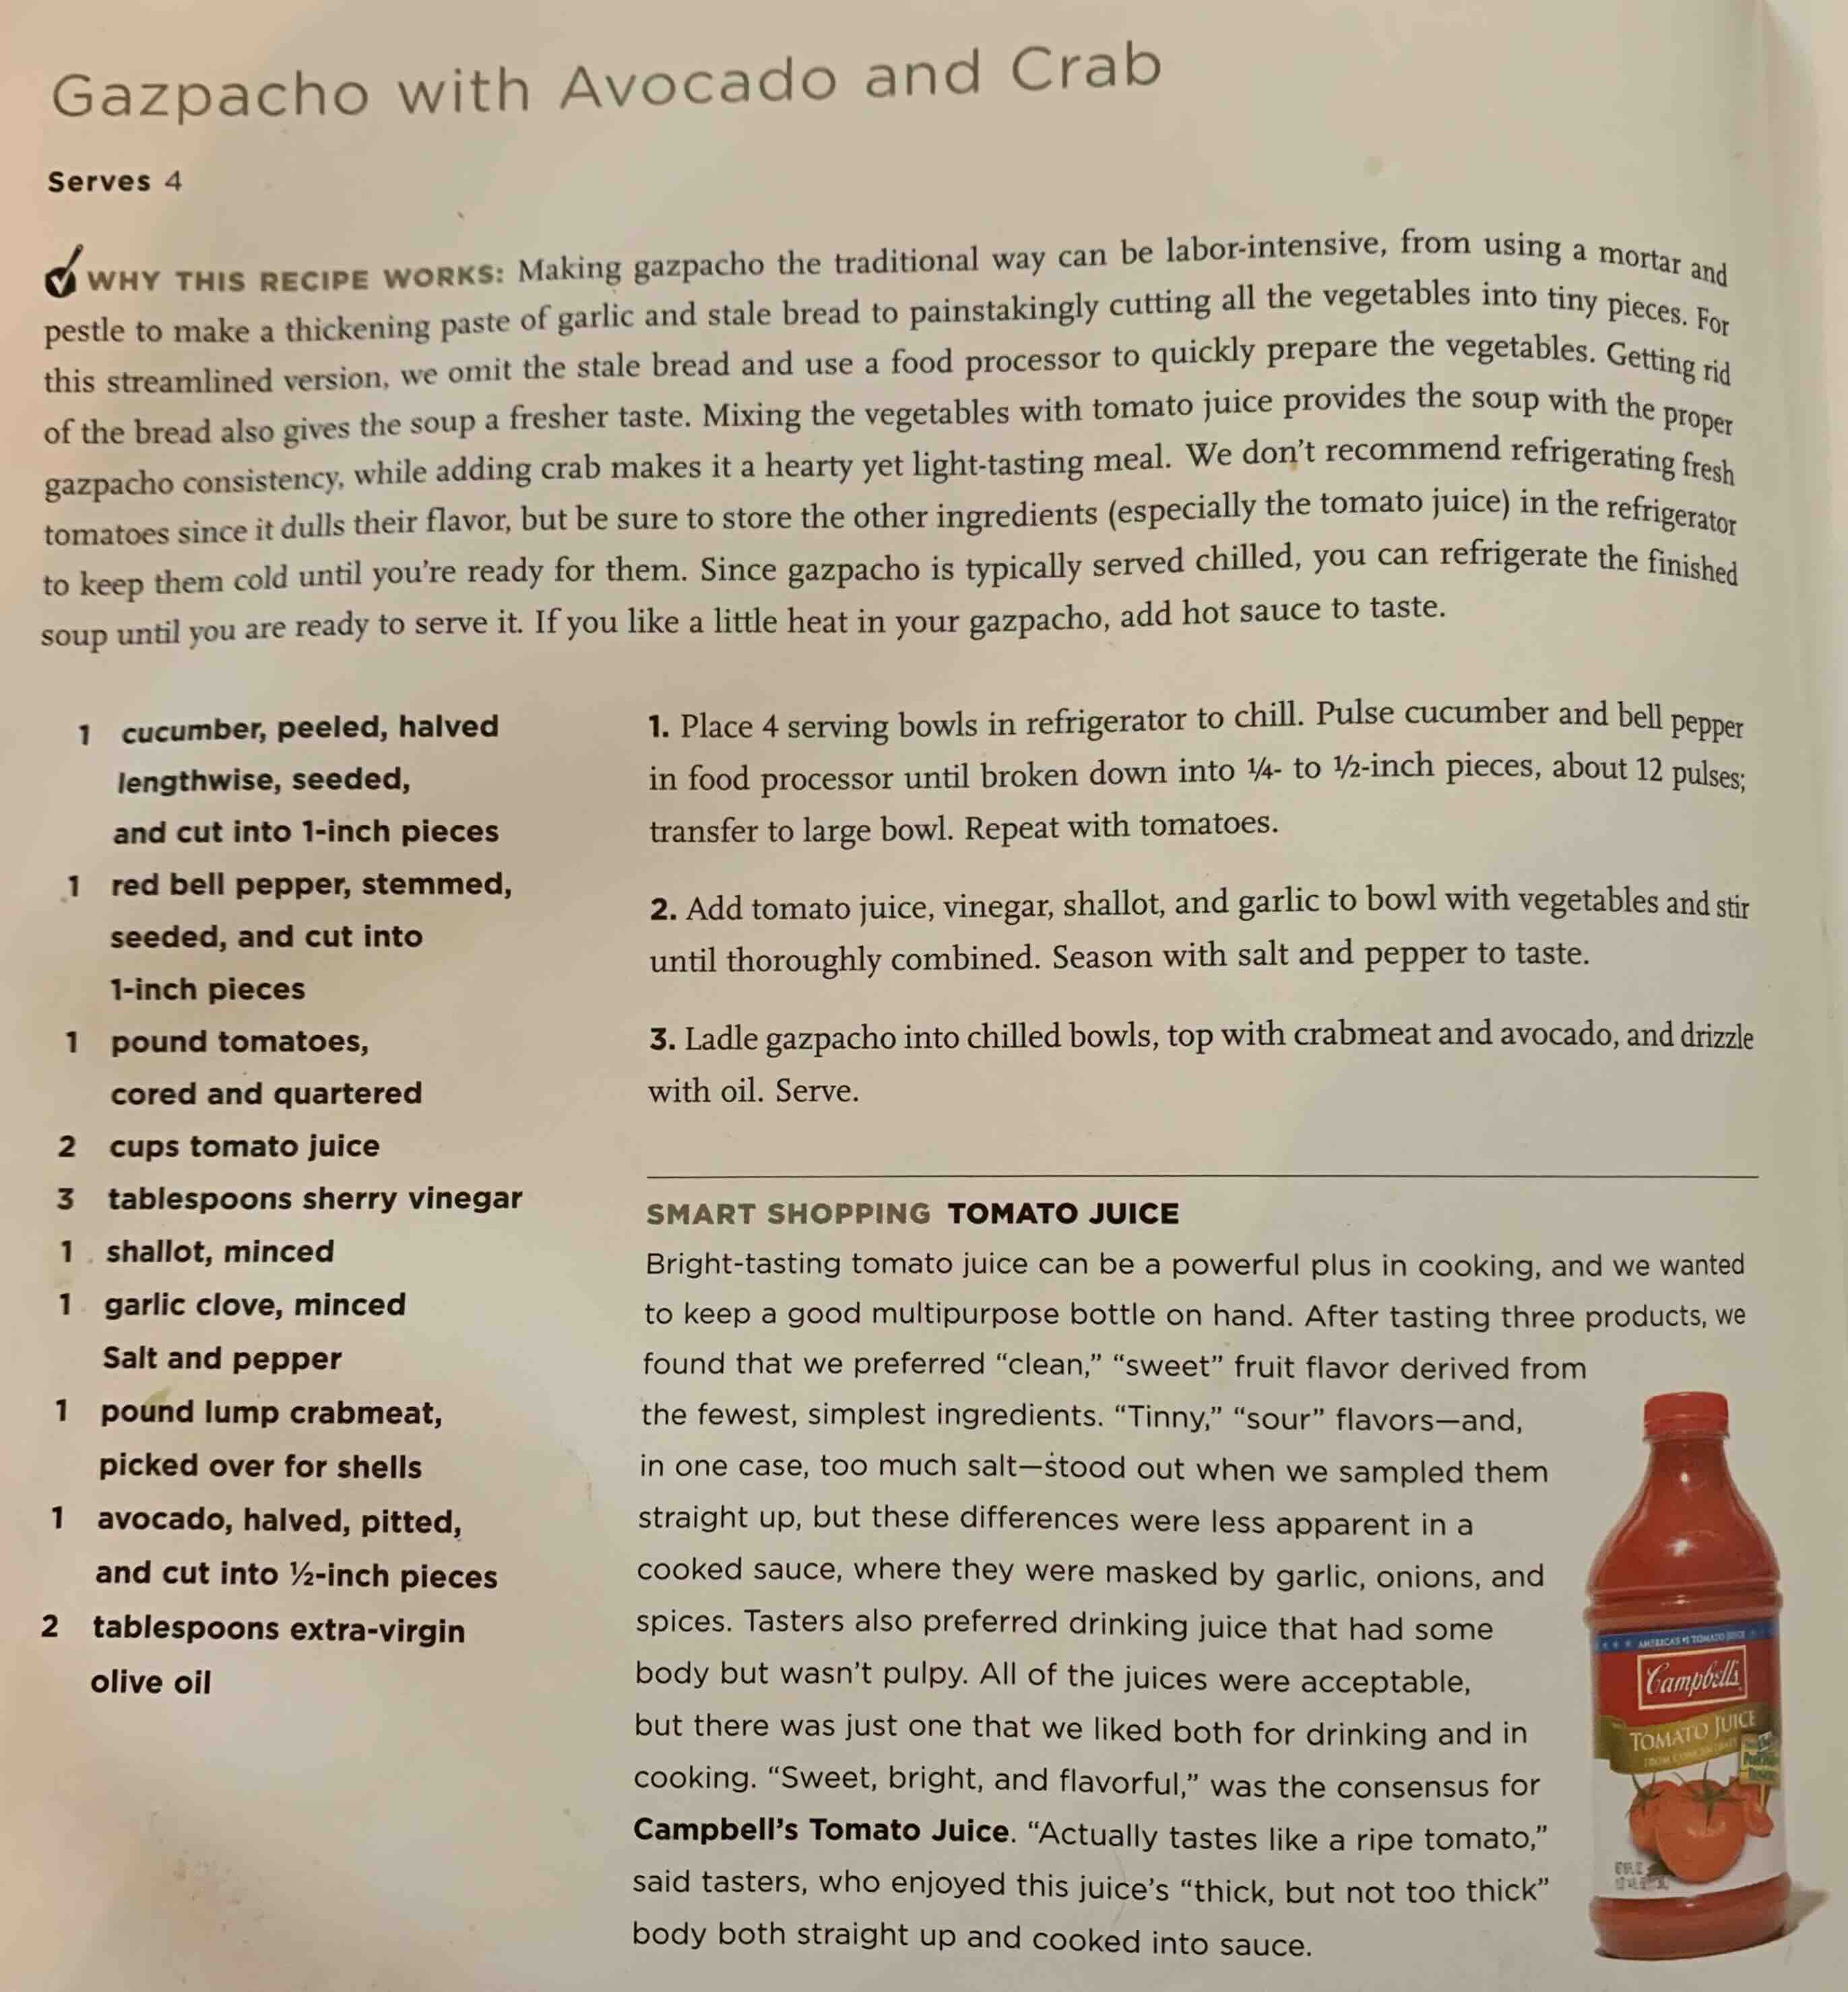 Gazpacho with Avocado and Crab
Serves 4
WHY THIS RECIPE WORKS: Making gazpacho the traditional way can be labor-intensive, from using a mortar and
pestle to make a thickening paste of garlic and stale bread to painstakingly cutting all the vegetables into tiny pieces. For
this streamlined version, we omit the stale bread and use a food processor to quickly prepare the vegetables. Getting rid
of the bread also gives the soup a fresher taste. Mixing the vegetables with tomato juice provides the soup with the proper
gazpacho consistency, while adding crab makes it a hearty yet light-tasting meal. We don't recommend refrigerating fresh
tomatoes since it dulls their flavor, but be sure to store the other ingredients (especially the tomato juice) in the refrigerator
to keep them cold until you're ready for them. Since gazpacho is typically served chilled, you can refrigerate the finished
soup until you are ready to serve it. If you like a little heat in your gazpacho, add hot sauce to taste.
1 cucumber, peeled, halved
lengthwise, seeded,
and cut into 1-inch pieces
1 red bell pepper, stemmed,
seeded, and cut into
1-inch pieces
1 pound tomatoes,
cored and quartered
2 cups tomato juice
3 tablespoons sherry vinegar
1 shallot, minced
1 garlic clove, minced
Salt and pepper
1 pound lump crabmeat,
picked over for shells
1 avocado, halved, pitted,
and cut into ½-inch pieces
2 tablespoons extra-virgin
olive oil
1. Place 4 serving bowls in refrigerator to chill. Pulse cucumber and bell pepper
in food processor until broken down into ¼- to ½-inch pieces, about 12 pulses;
transfer to large bowl. Repeat with tomatoes.
2. Add tomato juice, vinegar, shallot, and garlic to bowl with vegetables and stir
until thoroughly combined. Season with salt and pepper to taste.
3. Ladle gazpacho into chilled bowls, top with crabmeat and avocado, and drizzle
with oil. Serve.
SMART SHOPPING TOMATO JUICE
Bright-tasting tomato juice can be a powerful plus in cooking, and we wanted
to keep a good multipurpose bottle on hand. After tasting three products, we
found that we preferred “clean,” “sweet” fruit flavor derived from
the fewest, simplest ingredients. “Tinny,” “sour” flavors—and,
in one case, too much salt—stood out when we sampled them
straight up, but these differences were less apparent in a
cooked sauce, where they were masked by garlic, onions, and
spices. Tasters also preferred drinking juice that had some
body but wasn't pulpy. All of the juices were acceptable,
but there was just one that we liked both for drinking and in
cooking. “Sweet, bright, and flavorful,” was the consensus for
Campbell's Tomato Juice. “Actually tastes like a ripe tomato,”
said tasters, who enjoyed this juice's “thick, but not too thick”
body both straight up and cooked into sauce.
AMERICA'S #1 TOMATO JUICE
Campbell's
TOMATO JUICE
FROM CONCENTRATE